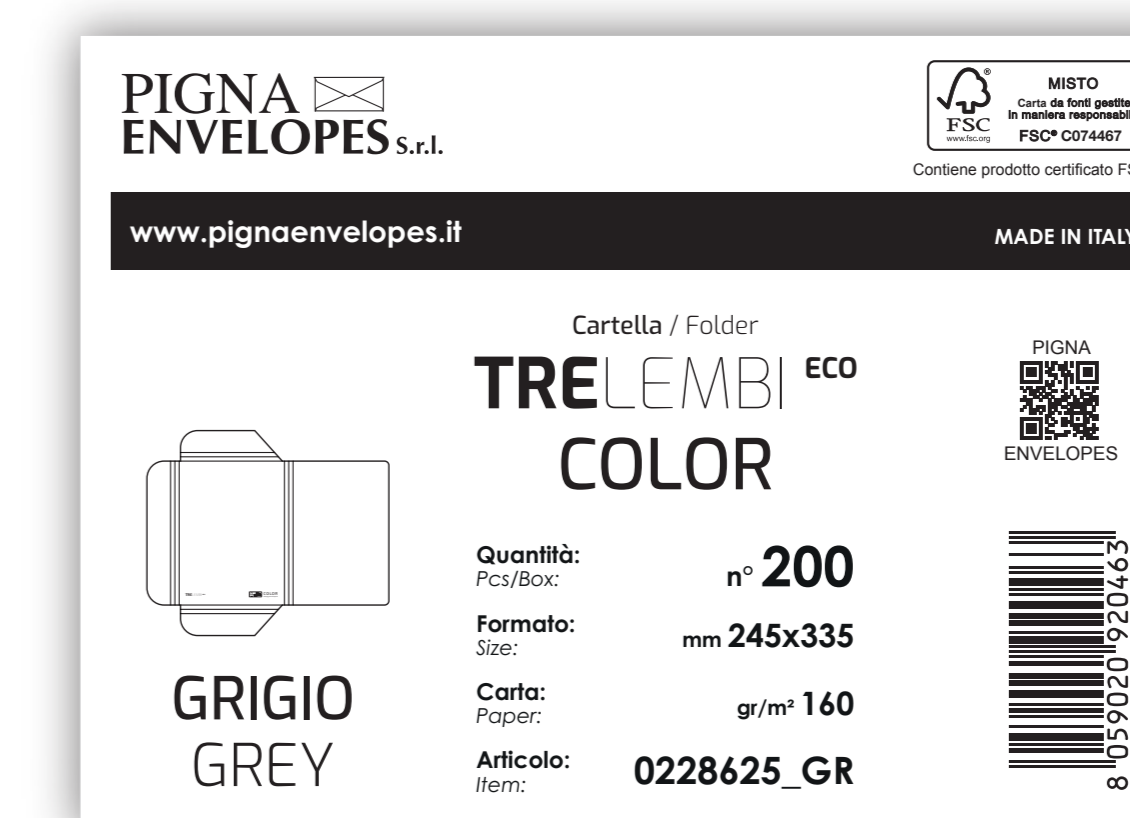 PIGNA
ENVELOPES S.r.l.
FSC
www.fsc.org
MISTO
Carta da fonti gestite
in maniera responsabil
FSC® C074467
Contiene prodotto certificato FS
www.pignaenvelopes.it
MADE IN ITALY
Cartella / Folder
TRELEMBI ECO
COLOR
PIGNA
ENVELOPES
GRIGIO
GREY
Quantità:
Pcs/Box:
n° 200
Formato:
Size:
mm 245x335
Carta:
Paper:
gr/m² 160
Articolo:
Item:
0228625_GR
8 059020 920463